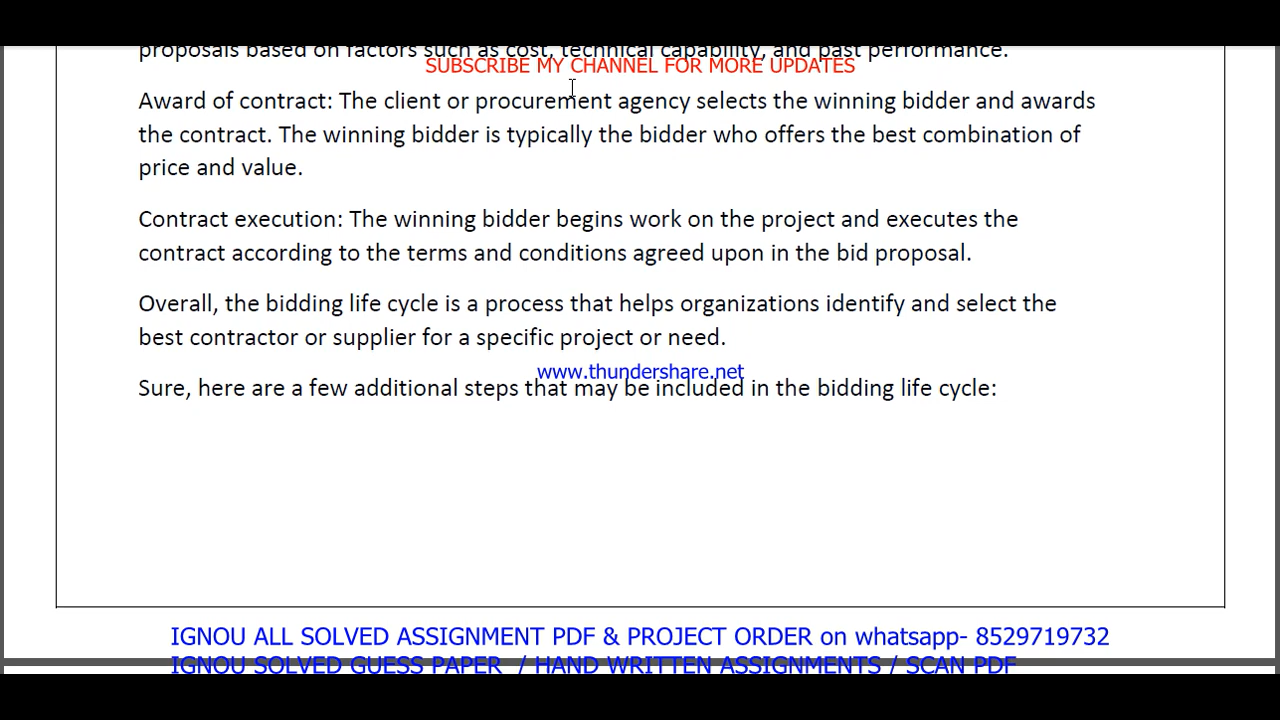 proposals based on factors such as cost, technical capability, and past performance.
SUBSCRIBE MY CHANNEL FOR MORE UPDATES
Award of contract: The client or procurement agency selects the winning bidder and awards
the contract. The winning bidder is typically the bidder who offers the best combination of
price and value.
Contract execution: The winning bidder begins work on the project and executes the
contract according to the terms and conditions agreed upon in the bid proposal.
Overall, the bidding life cycle is a process that helps organizations identify and select the
best contractor or supplier for a specific project or need.
www.thundershare.net
Sure, here are a few additional steps that may be included in the bidding life cycle:
IGNOU ALL SOLVED ASSIGNMENT PDF & PROJECT ORDER on whatsapp- 8529719732
IGNOU SOLVED GUESS PAPER / HAND WRITTEN ASSIGNMENTS / SCAN PDF